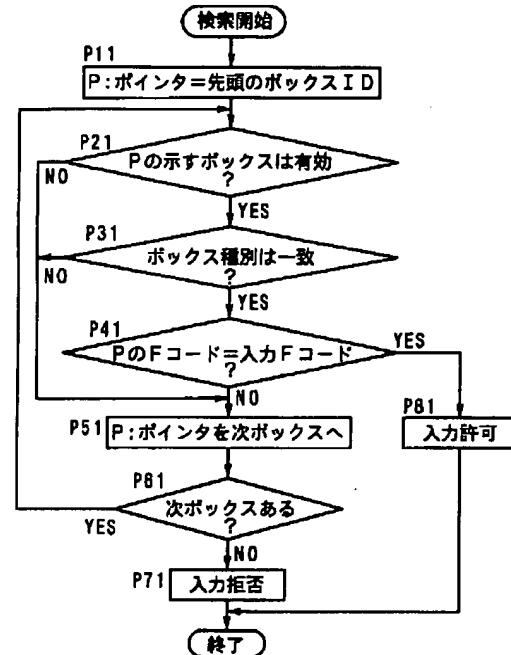 検索開始
P11
P:ポインタ=先頭のボックスID
P21
Pの示すボックスは有効
?
NO
YES
P31
ボックス種別は一致
?
NO
YES
P41
PのFコード=入力Fコード
?
YES
NO
P51
P:ポインタを次ボックスへ
P81
入力許可
P61
次ボックスある
?
YES
NO
P71
入力拒否
終了